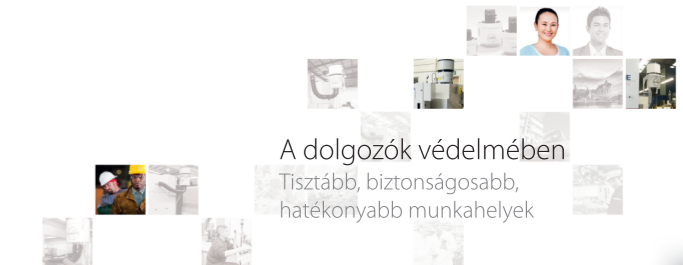 A dolgozók védelmében
Tisztább, biztonságosabb,
hatékonyabb munkahelyek